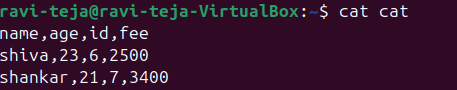 ravi-teja@ravi-teja-VirtualBox:~$ cat cat
name,age,id,fee
shiva,23,6,2500
shankar,21,7,3400